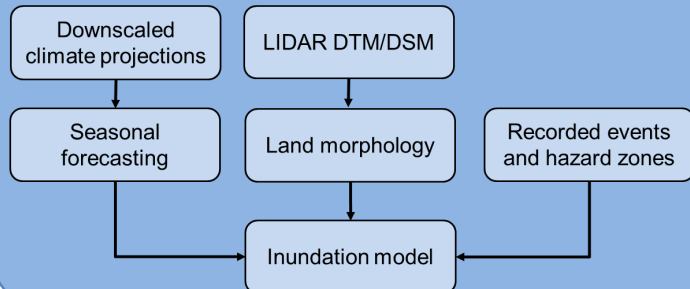 Downscaled
climate projections
LIDAR DTM/DSM
Seasonal
forecasting
Land morphology
Recorded events
and hazard zones
Inundation model